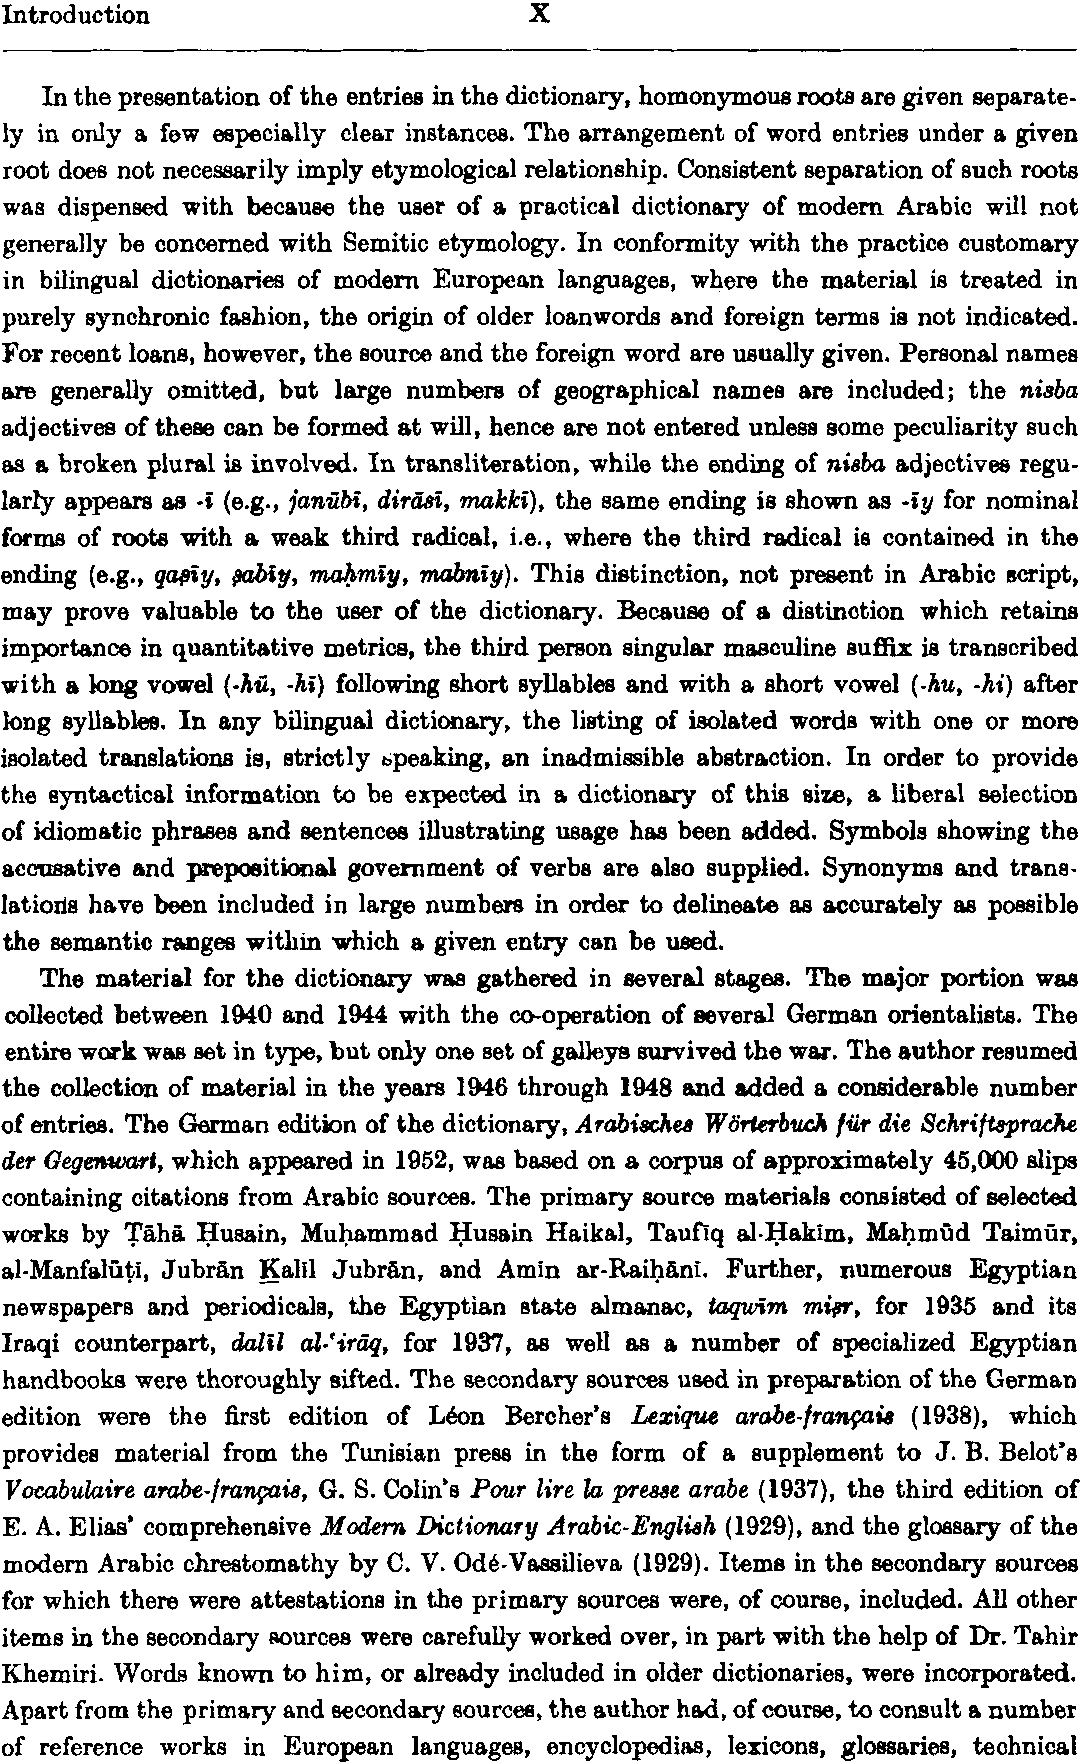 Introduction X
In the presentation of the entries in the dictionary, homonymous roots are given separate-
ly in only a few especially clear instances. The arrangement of word entries under a given
root does not necessarily imply etymological relationship. Consistent separation of such roots
was dispensed with because the user of a practical dictionary of modern Arabic will not
generally be concerned with Semitic etymology. In conformity with the practice customary
in bilingual dictionaries of modern European languages, where the material is treated in
purely synchronic fashion, the origin of older loanwords and foreign terms is not indicated.
For recent loans, however, the source and the foreign word are usually given. Personal names
are generally omitted, but large numbers of geographical names are included; the nisba
adjectives of these can be formed at will, hence are not entered unless some peculiarity such
as a broken plural is involved. In transliteration, while the ending of nisba adjectives regu-
larly appears as -ī (e.g., janūbī, dirāsī, makkī), the same ending is shown as -īy for nominal
forms of roots with a weak third radical, i.e., where the third radical is contained in the
ending (e.g., qaṣīy, ṣabīy, maḥmīy, mabnīy). This distinction, not present in Arabic script,
may prove valuable to the user of the dictionary. Because of a distinction which retains
importance in quantitative metrics, the third person singular masculine suffix is transcribed
with a long vowel (-hū, -hī) following short syllables and with a short vowel (-hu, -hi) after
long syllables. In any bilingual dictionary, the listing of isolated words with one or more
isolated translations is, strictly speaking, an inadmissible abstraction. In order to provide
the syntactical information to be expected in a dictionary of this size, a liberal selection
of idiomatic phrases and sentences illustrating usage has been added. Symbols showing the
accusative and prepositional government of verbs are also supplied. Synonyms and trans-
lations have been included in large numbers in order to delineate as accurately as possible
the semantic ranges within which a given entry can be used.
The material for the dictionary was gathered in several stages. The major portion was
collected between 1940 and 1944 with the co-operation of several German orientalists. The
entire work was set in type, but only one set of galleys survived the war. The author resumed
the collection of material in the years 1946 through 1948 and added a considerable number
of entries. The German edition of the dictionary, Arabisches Wörterbuch für die Schriftsprache
der Gegenwart, which appeared in 1952, was based on a corpus of approximately 45,000 slips
containing citations from Arabic sources. The primary source materials consisted of selected
works by Ṭāhā Ḥusain, Muḥammad Ḥusain Haikal, Taufīq al-Ḥakīm, Maḥmūd Taimūr,
al-Manfalūṭī, Jubrān Ḵalīl Jubrān, and Amīn ar-Raiḥānī. Further, numerous Egyptian
newspapers and periodicals, the Egyptian state almanac, taqwīm miṣr, for 1935 and its
Iraqi counterpart, dalīl al-ʿirāq, for 1937, as well as a number of specialized Egyptian
handbooks were thoroughly sifted. The secondary sources used in preparation of the German
edition were the first edition of Léon Bercher's Lexique arabe-français (1938), which
provides material from the Tunisian press in the form of a supplement to J. B. Belot's
Vocabulaire arabe-français, G. S. Colin's Pour lire la presse arabe (1937), the third edition of
E. A. Elias' comprehensive Modern Dictionary Arabic-English (1929), and the glossary of the
modern Arabic chrestomathy by C. V. Odé-Vassilieva (1929). Items in the secondary sources
for which there were attestations in the primary sources were, of course, included. All other
items in the secondary sources were carefully worked over, in part with the help of Dr. Tahir
Khemiri. Words known to him, or already included in older dictionaries, were incorporated.
Apart from the primary and secondary sources, the author had, of course, to consult a number
of reference works in European languages, encyclopedias, lexicons, glossaries, technical